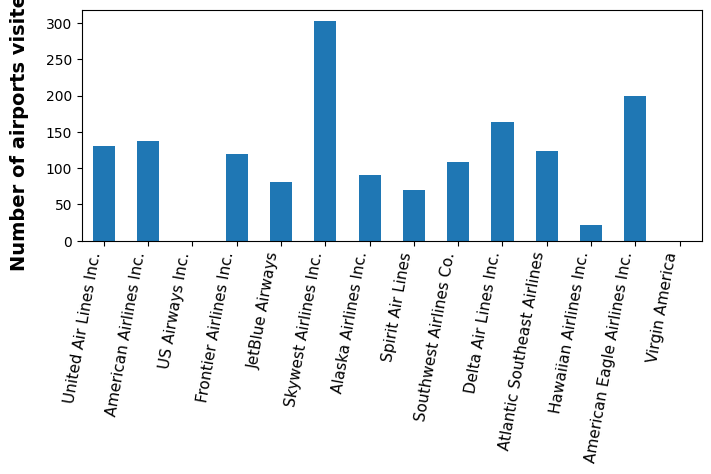 Number of airports visite
300
250
200
150
100
50
0
United Air Lines Inc.
American Airlines Inc.
US Airways Inc.
Frontier Airlines Inc.
JetBlue Airways
Skywest Airlines Inc.
Alaska Airlines Inc.
Spirit Air Lines
Southwest Airlines Co.
Delta Air Lines Inc.
Atlantic Southeast Airlines
Hawaiian Airlines Inc.
American Eagle Airlines Inc.
Virgin America